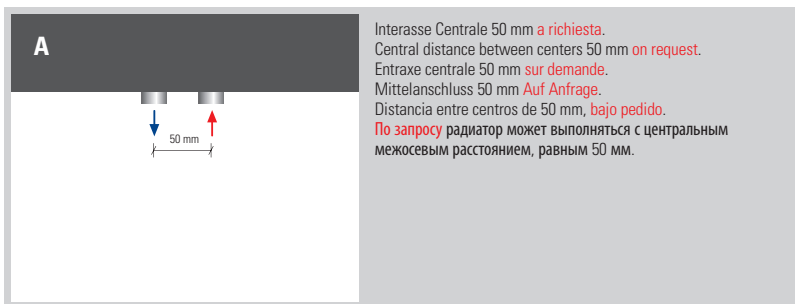 A
50 mm
Interasse Centrale 50 mm a richiesta.
Central distance between centers 50 mm on request.
Entraxe centrale 50 mm sur demande.
Mittelanschluss 50 mm Auf Anfrage.
Distancia entre centros de 50 mm, bajo pedido.
По запросу радиатор может выполняться с центральным
межосевым расстоянием, равным 50 мм.